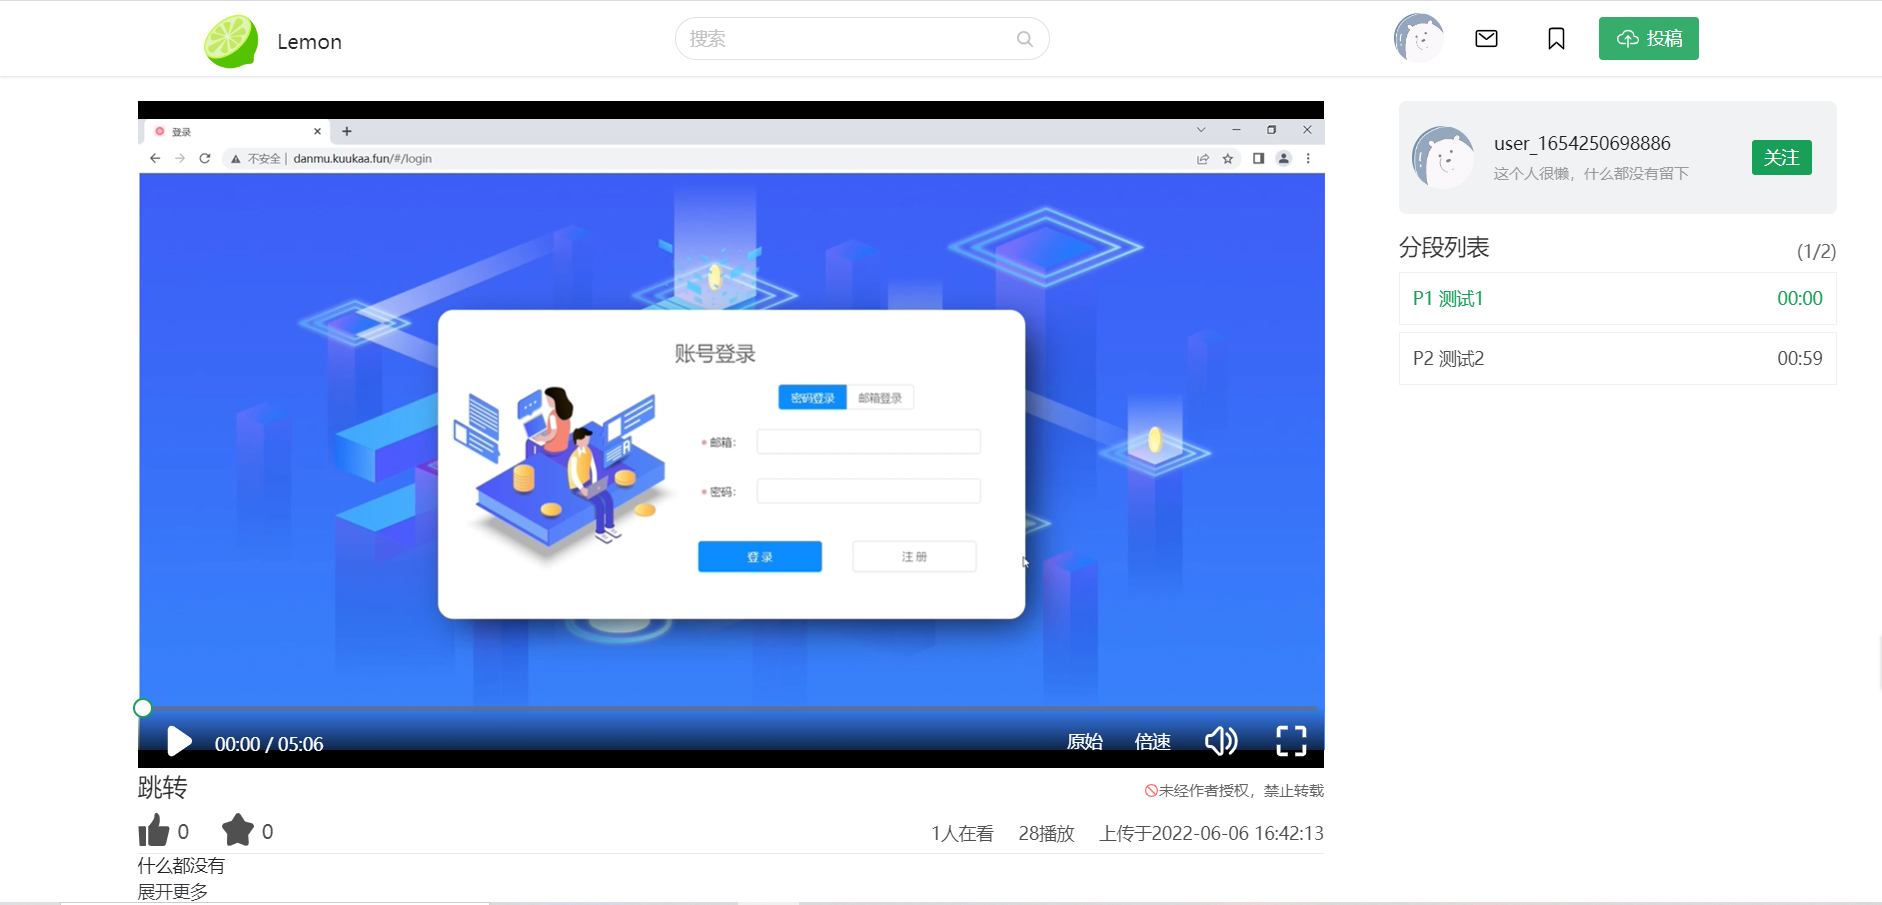 Lemon
搜索
投稿
登录
不安全 | danmu.kuukaa.fun/#/login
账号登录
密码登录 邮箱登录
* 邮箱:
* 密码:
登 录 注 册
00:00 / 05:06
原始 倍速
跳转
未经作者授权，禁止转载
0 0
1人在看 28播放 上传于2022-06-06 16:42:13
什么都没有
展开更多
user_1654250698886
这个人很懒，什么都没有留下
关注
分段列表 (1/2)
P1 测试1 00:00
P2 测试2 00:59